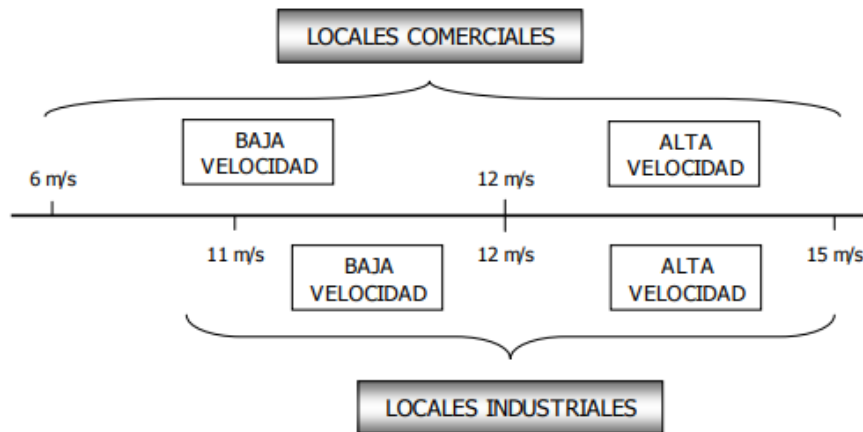 LOCALES COMERCIALES
BAJA
VELOCIDAD
ALTA
VELOCIDAD
6 m/s
12 m/s
11 m/s
BAJA
VELOCIDAD
12 m/s
ALTA
VELOCIDAD
15 m/s
LOCALES INDUSTRIALES